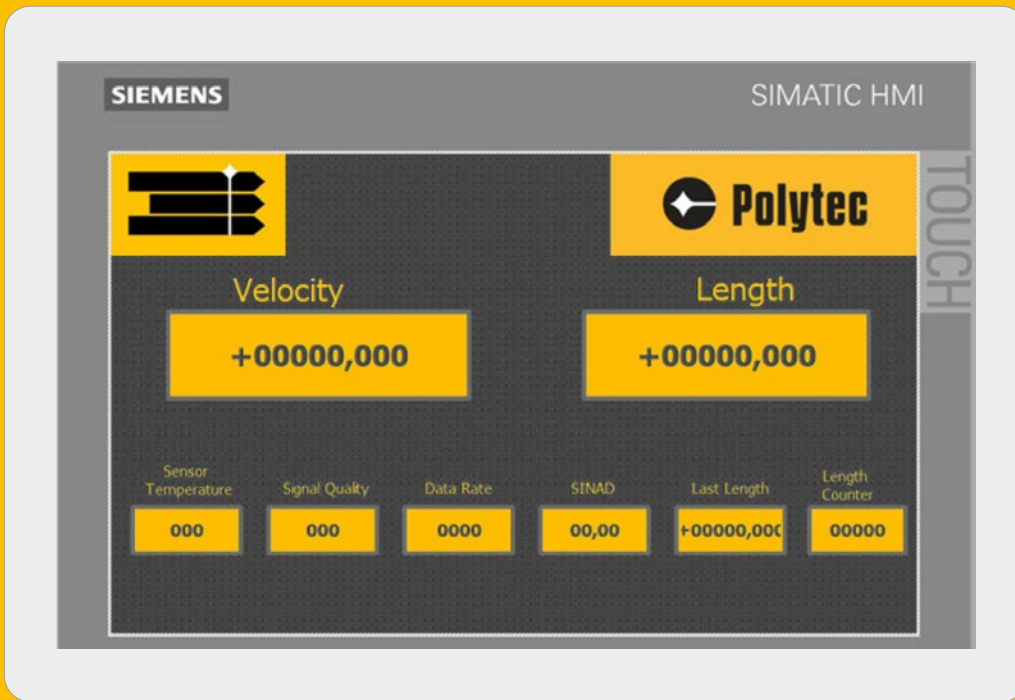 SIEMENS
SIMATIC HMI
TOUCH
Polytec
Velocity
Length
+00000,000
+00000,000
Sensor
Temperature
Signal Quality
Data Rate
SINAD
Last Length
Length
Counter
000
000
0000
00,00
+00000,000
00000